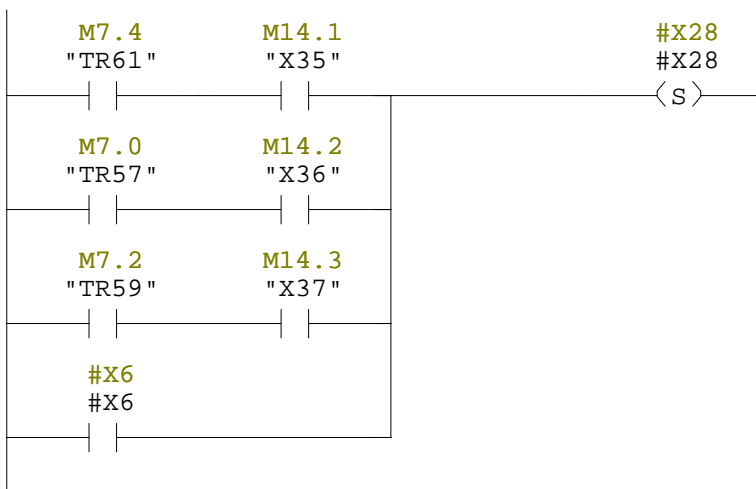 M7.4 M14.1 #X28
"TR61" "X35" #X28
S
M7.0 M14.2
"TR57" "X36"
M7.2 M14.3
"TR59" "X37"
#X6
#X6